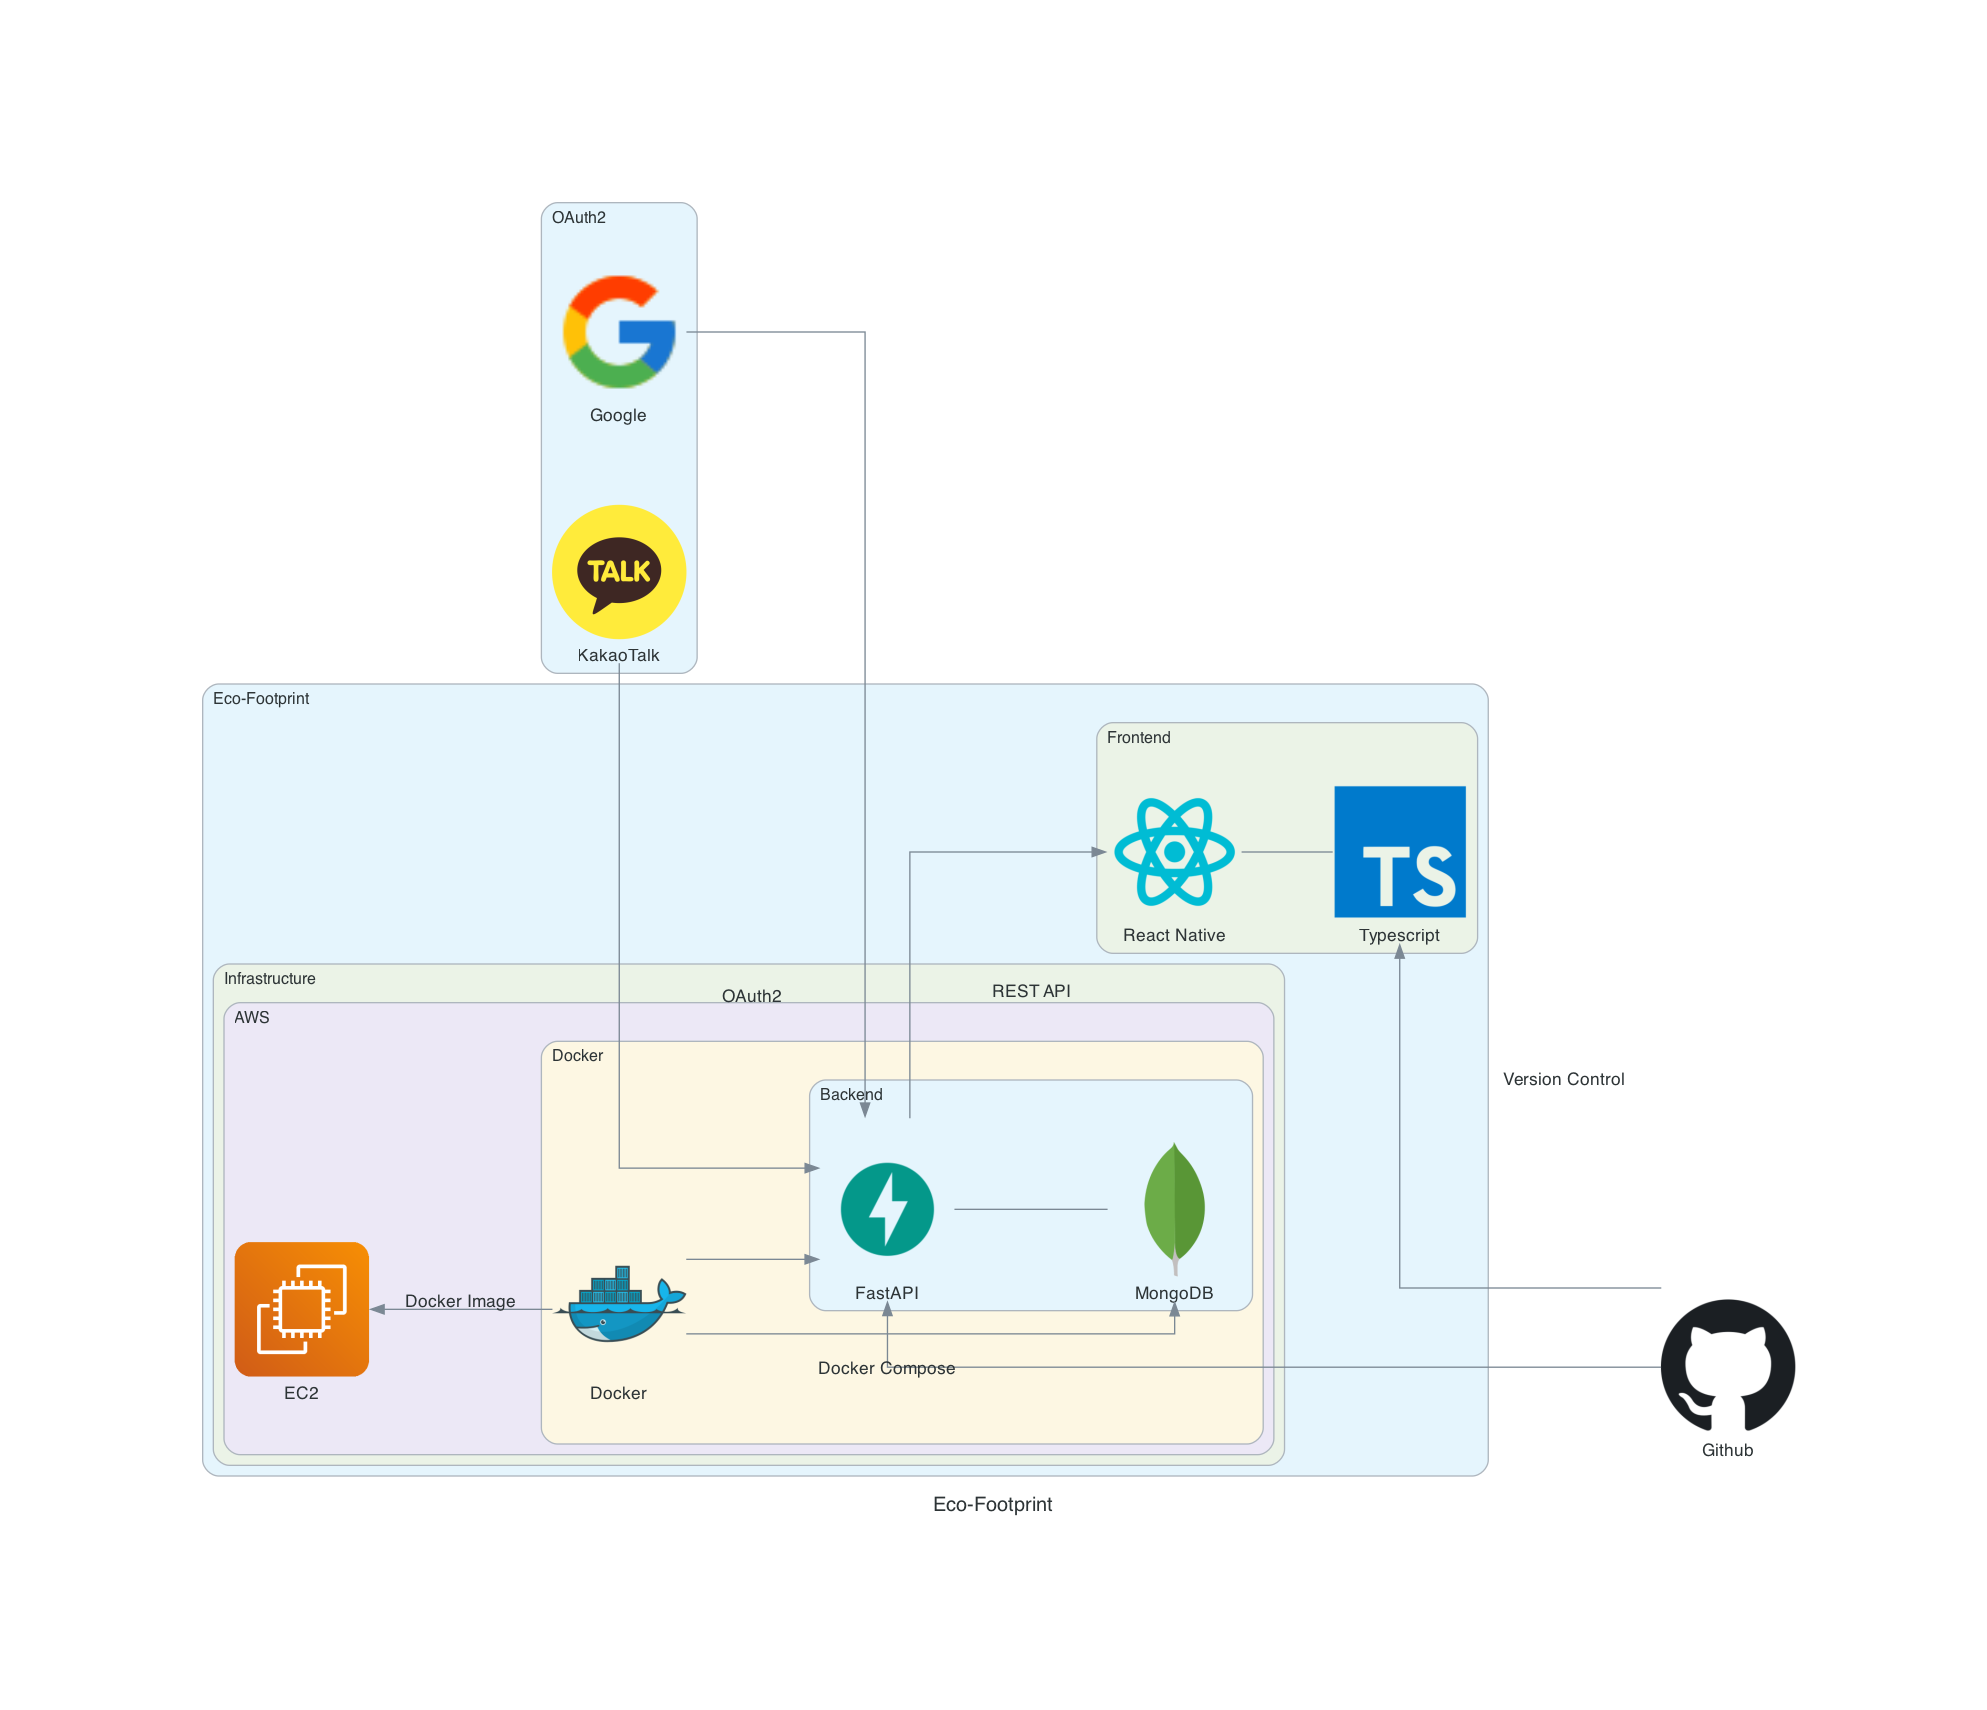 OAuth2
Google
TALK
KakaoTalk
Eco-Footprint
Frontend
TS
React Native
Typescript
Infrastructure
OAuth2
REST API
AWS
Docker
Backend
Version Control
FastAPI
MongoDB
Docker Image
Docker Compose
EC2
Docker
Github
Eco-Footprint